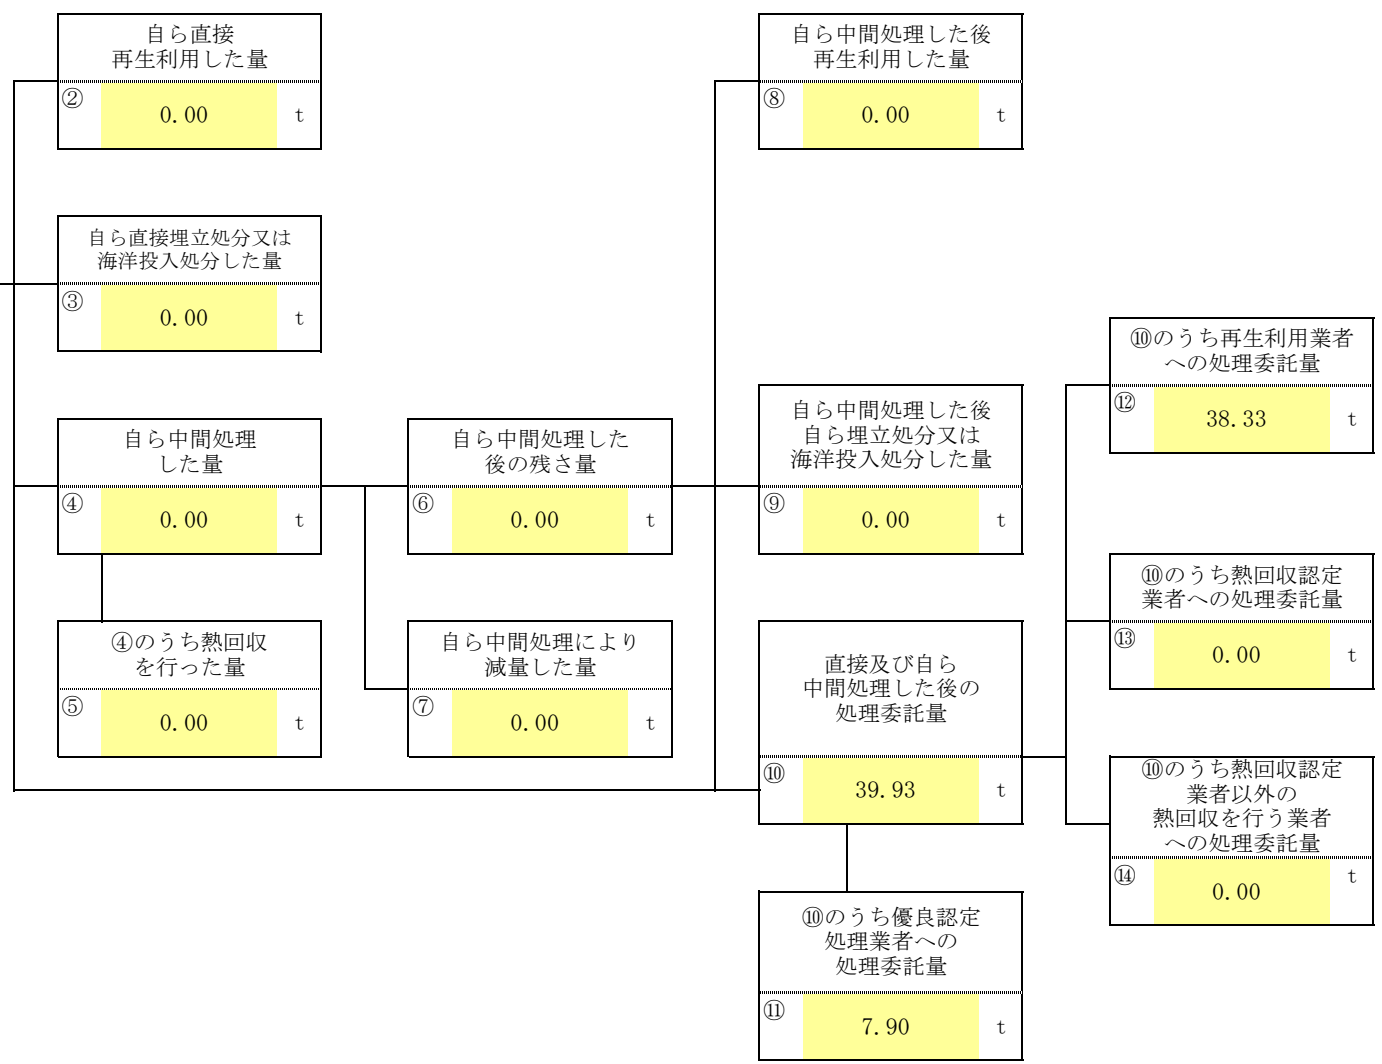 自ら直接
再生利用した量
②
0.00
t
自ら中間処理した後
再生利用した量
⑧
0.00
t
自ら直接埋立処分又は
海洋投入処分した量
③
0.00
t
⑩のうち再生利用業者
への処理委託量
⑫
38.33
t
自ら中間処理
した量
④
0.00
t
自ら中間処理した
後の残さ量
⑥
0.00
t
自ら中間処理した後
自ら埋立処分又は
海洋投入処分した量
⑨
0.00
t
⑩のうち熱回収認定
業者への処理委託量
⑬
0.00
t
④のうち熱回収
を行った量
⑤
0.00
t
自ら中間処理により
減量した量
⑦
0.00
t
直接及び自ら
中間処理した後の
処理委託量
⑩
39.93
t
⑩のうち熱回収認定
業者以外の
熱回収を行う業者
への処理委託量
⑭
0.00
t
⑩のうち優良認定
処理業者への
処理委託量
⑪
7.90
t